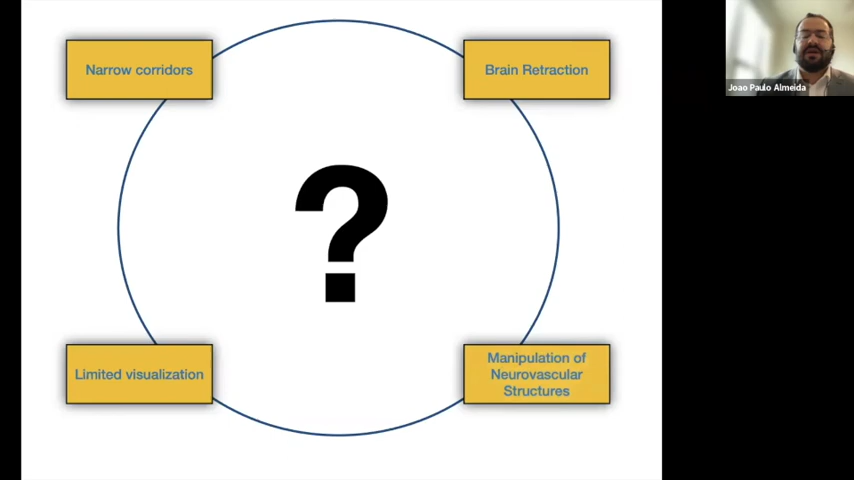 Narrow corridors
Brain Retraction
Joao Paulo Almeida
?
Limited visualization
Manipulation of
Neurovascular
Structures